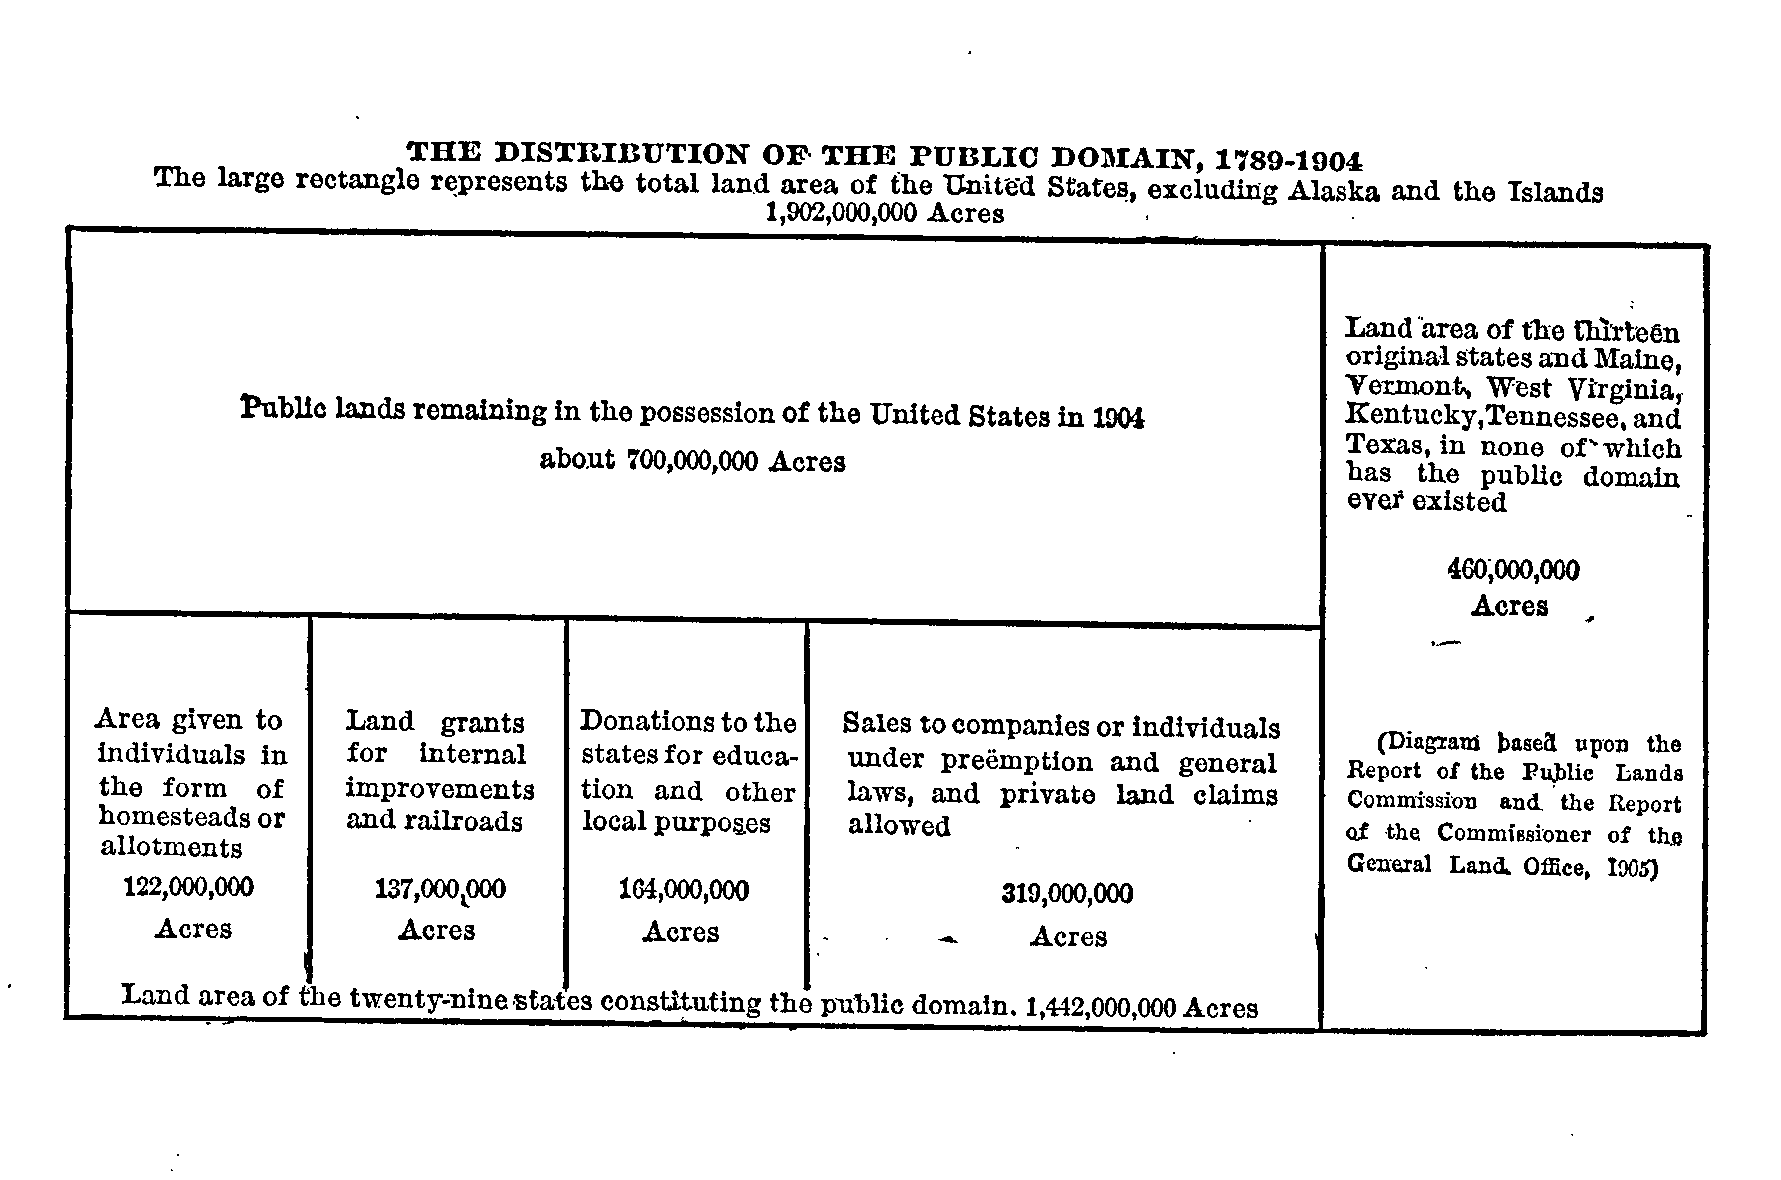 THE DISTRIBUTION OF THE PUBLIC DOMAIN, 1789-1904
The large rectangle represents the total land area of the United States, excluding Alaska and the Islands
1,902,000,000 Acres
Public lands remaining in the possession of the United States in 1904
about 700,000,000 Acres
Land area of the thirteen
original states and Maine,
Vermont, West Virginia,
Kentucky, Tennessee, and
Texas, in none of which
has the public domain
ever existed
460,000,000
Acres
(Diagram based upon the
Report of the Public Lands
Commission and the Report
of the Commissioner of the
General Land Office, 1905)
Area given to
individuals in
the form of
homesteads or
allotments
122,000,000
Acres
Land grants
for internal
improvements
and railroads
137,000,000
Acres
Donations to the
states for educa-
tion and other
local purposes
164,000,000
Acres
Sales to companies or individuals
under preëmption and general
laws, and private land claims
allowed
319,000,000
Acres
Land area of the twenty-nine states constituting the public domain. 1,442,000,000 Acres